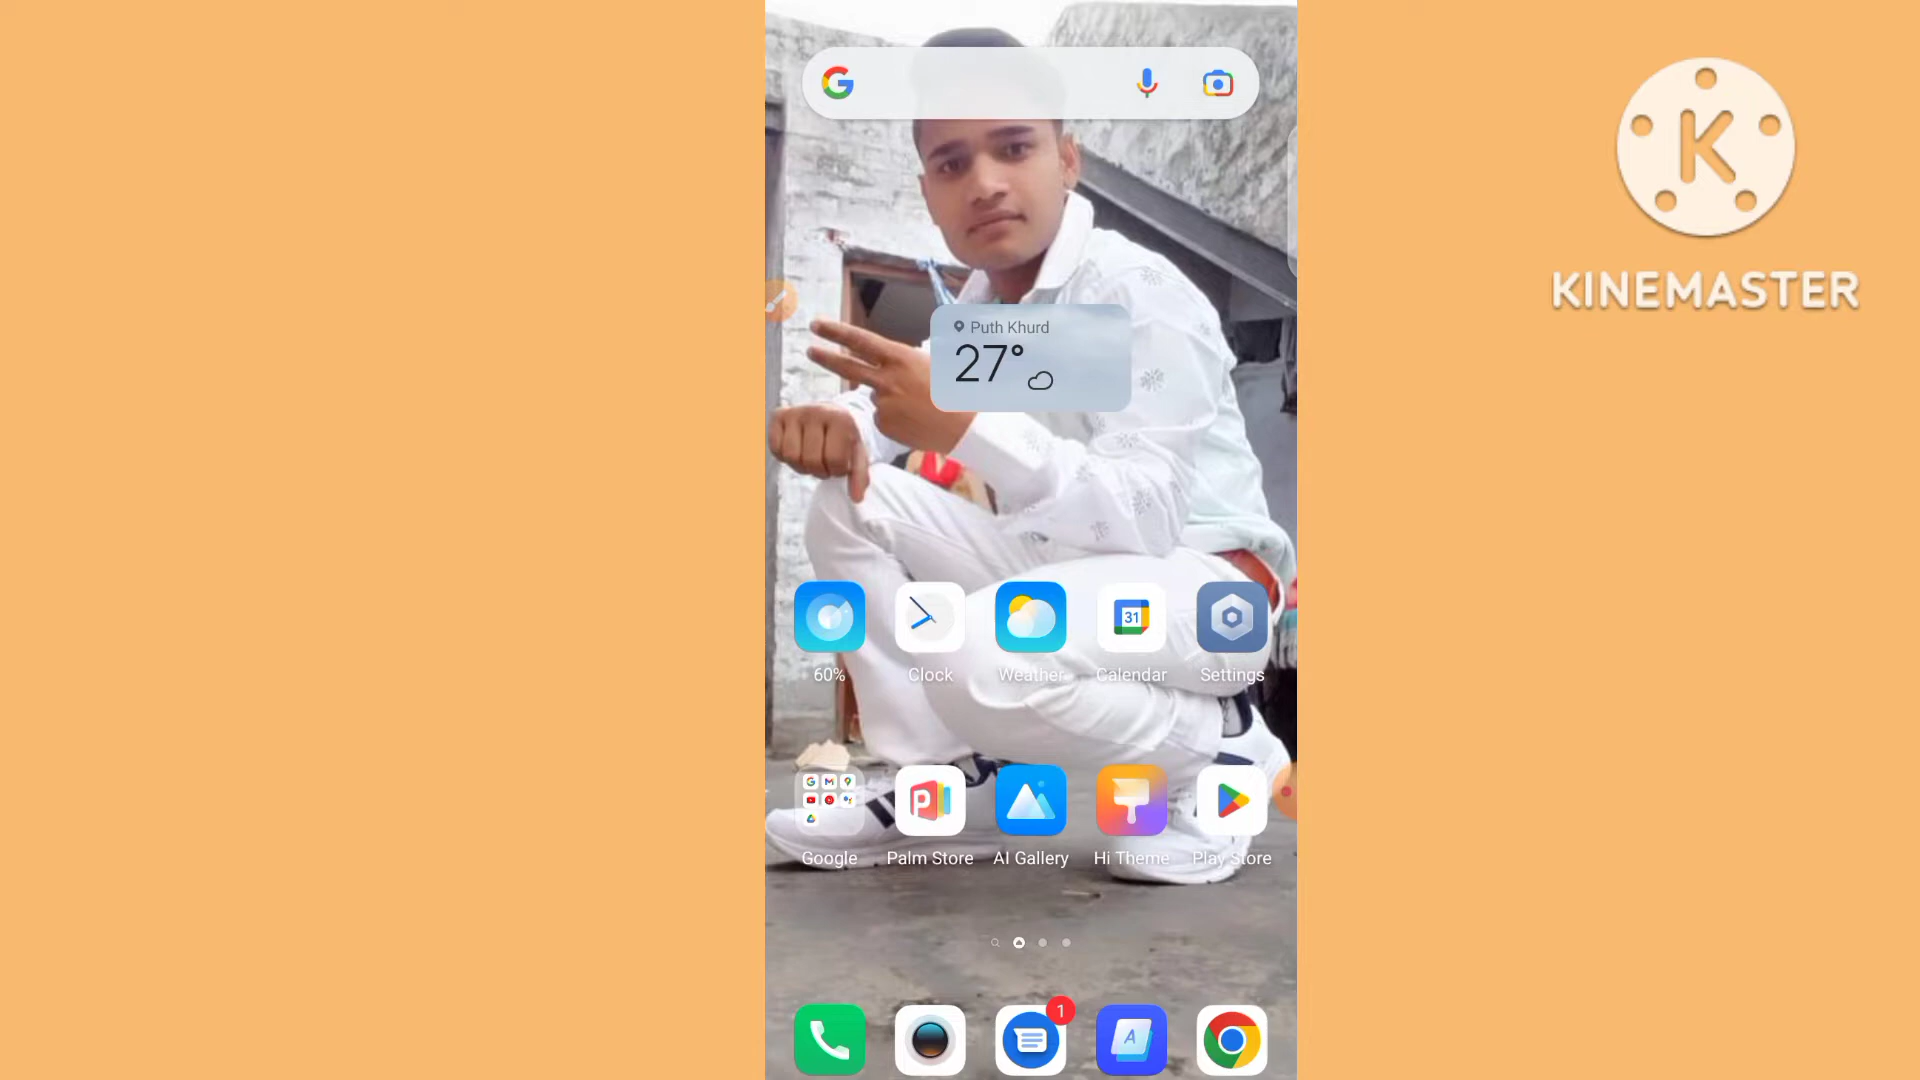 K
KINEMASTER
Puth Khurd
27°
31
60% Clock Weather Calendar Settings
P
Google Palm Store AI Gallery Hi Theme Play Store
1
A